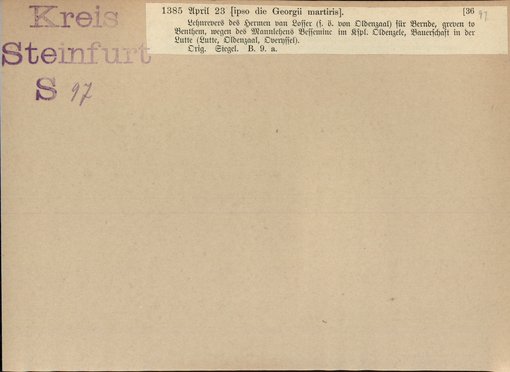 Kreis
Steinfurt
S 97
1385 April 23 [ipso die Georgii martiris]. [36
97
Lehnrevers des Hermen van Losser (s. ö. von Oldenzaal) für Bernde, greven to
Benthem, wegen des Mannlehens Bessemine im Kspl. Oldenzele, Bauerschaft in der
Lutte (Lutte, Oldenzaal, Overyssel).
Orig. Siegel. B. 9. a.